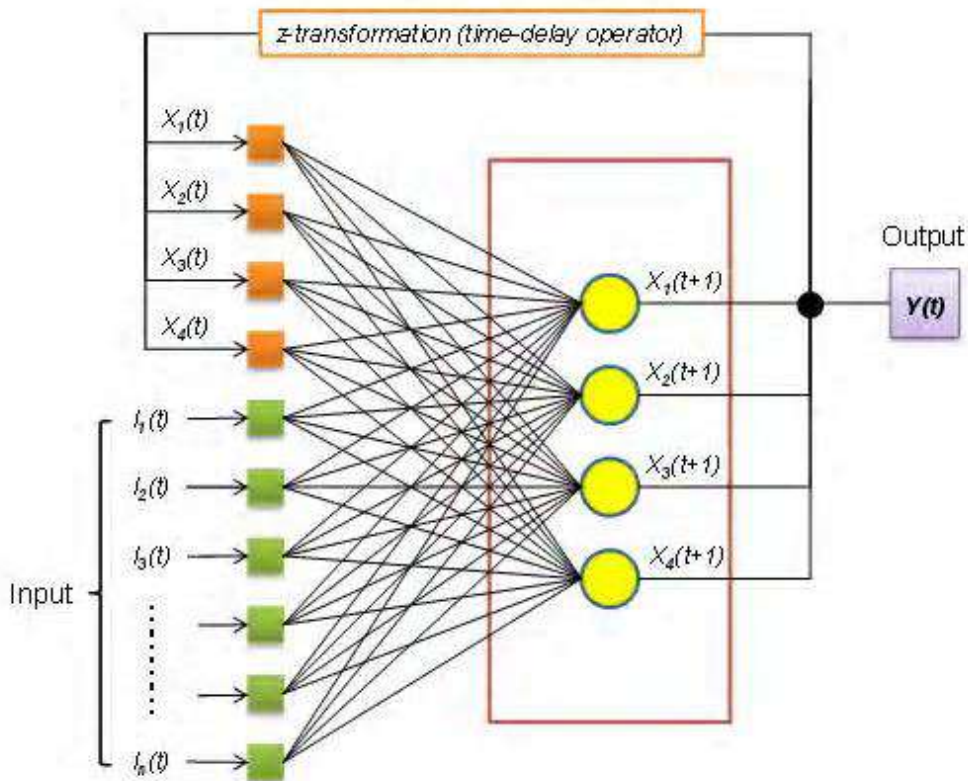 z-transformation (time-delay operator)
X₁(t)
X₂(t)
X₃(t)
X₄(t)
Input
I₁(t)
I₂(t)
I₃(t)
Iₙ(t)
X₁(t+1)
X₂(t+1)
X₃(t+1)
X₄(t+1)
Output
Y(t)